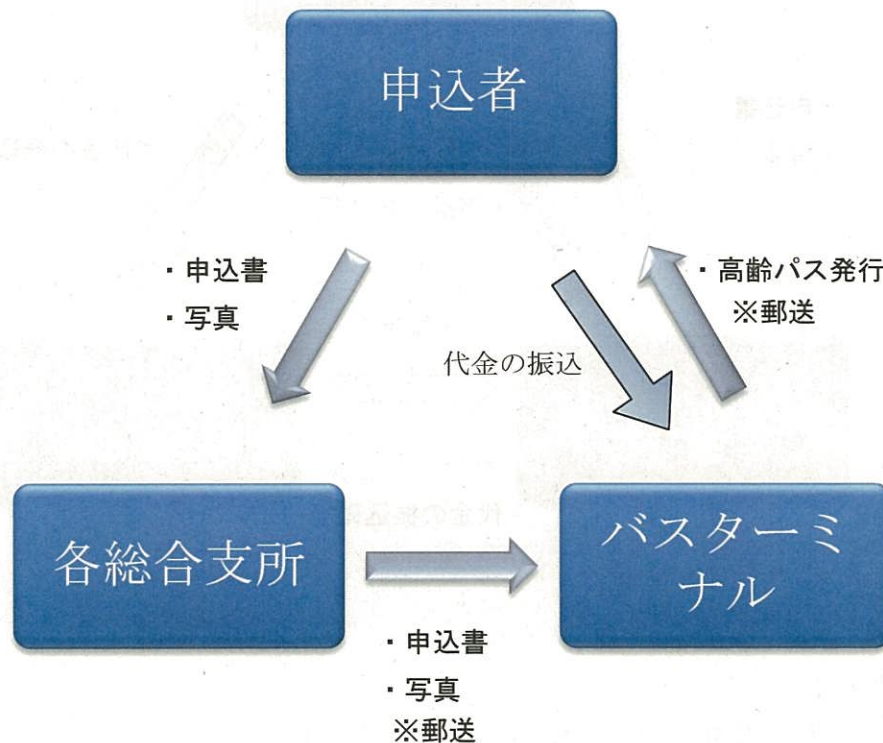 申込者
・申込書
・写真
・高齢パス発行
※郵送
代金の振込
各総合支所
バスターミ
ナル
・申込書
・写真
※郵送